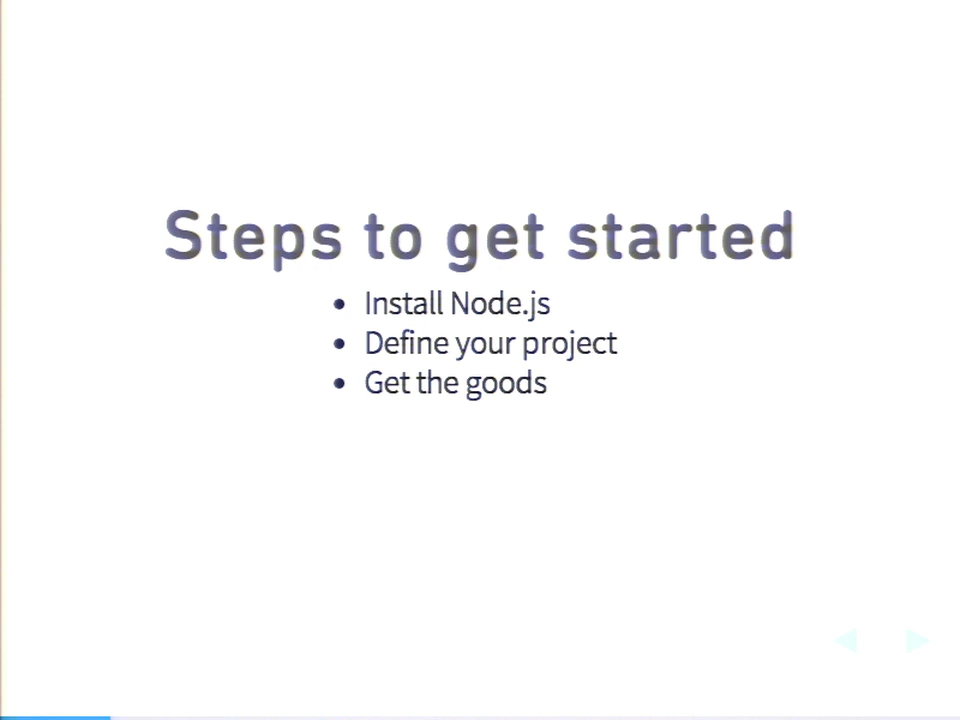 Steps to get started
Install Node.js
Define your project
Get the goods